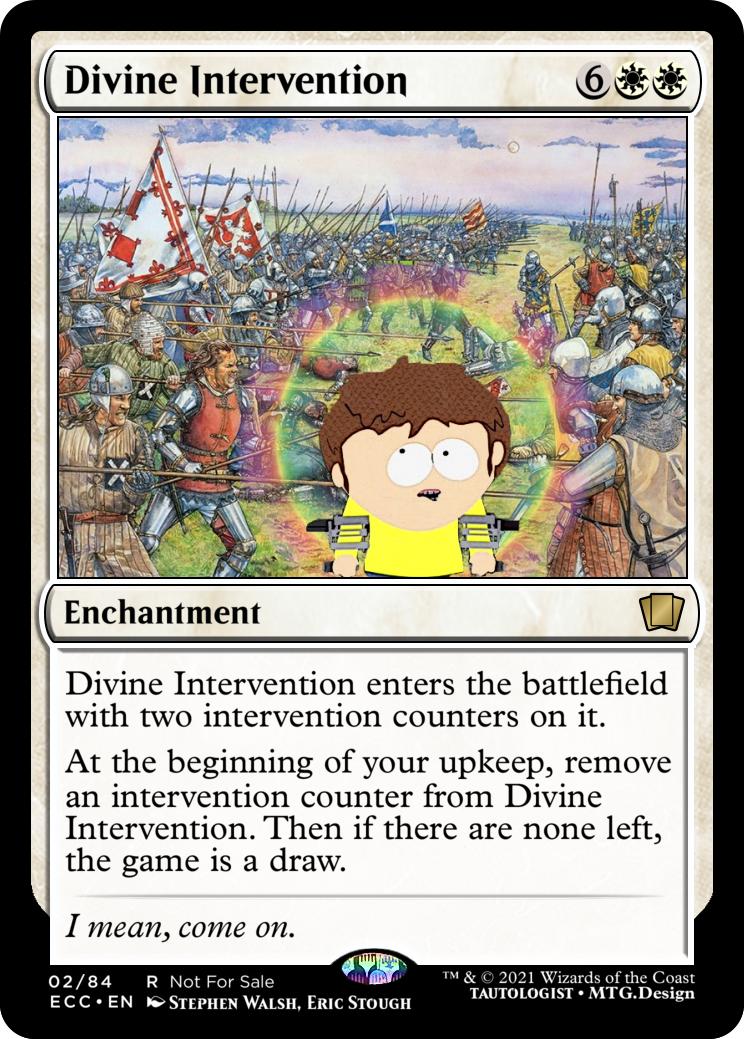 Divine Intervention 6
Enchantment
Divine Intervention enters the battlefield
with two intervention counters on it.
At the beginning of your upkeep, remove
an intervention counter from Divine
Intervention. Then if there are none left,
the game is a draw.
I mean, come on.
02/84 R Not For Sale
ECC • EN Stephen Walsh, Eric Stough
™ & © 2021 Wizards of the Coast
TAUTOLOGIST • MTG.Design